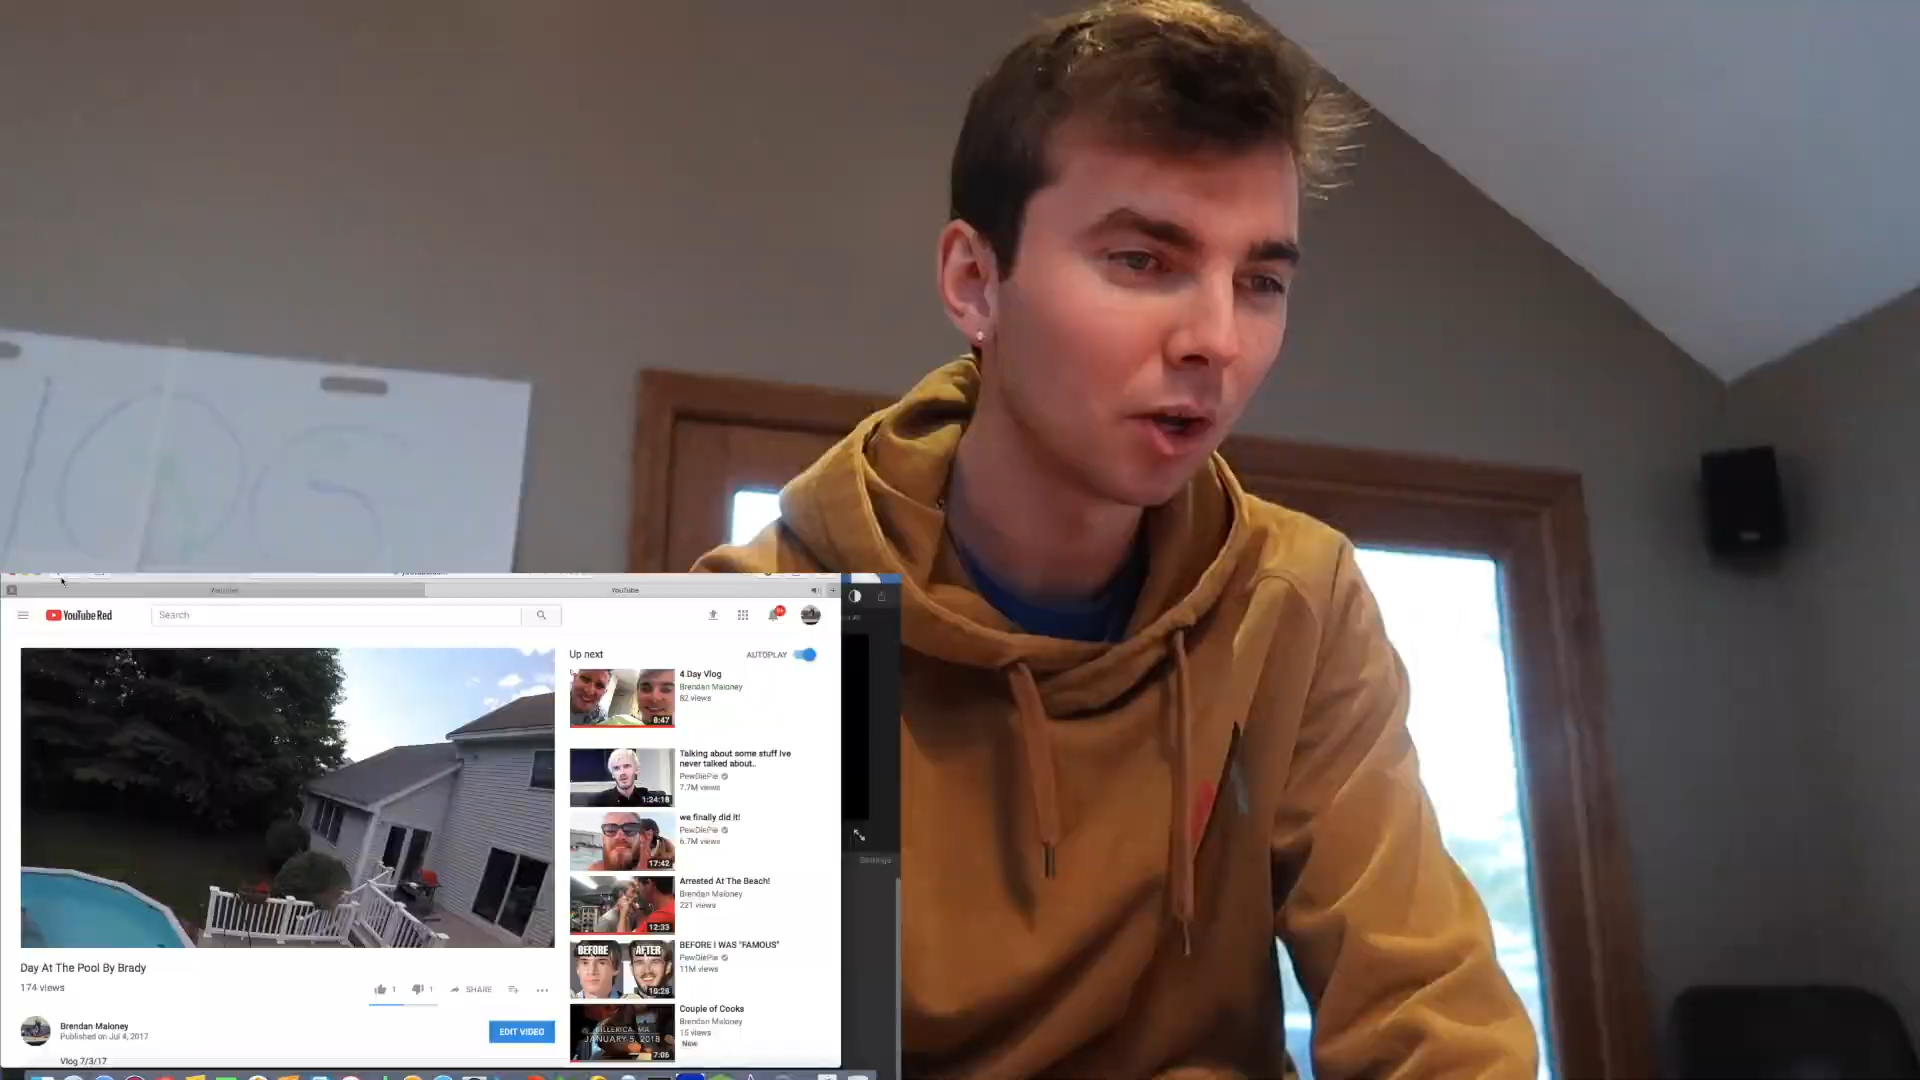 YouTube
YouTube Red
Search
9+
Up next
AUTOPLAY
4 Day Vlog
Brendan Maloney
82 views
8:47
Talking about some stuff Ive
never talked about..
PewDiePie
7.7M views
1:24:18
we finally did it!
PewDiePie
6.7M views
17:42
Arrested At The Beach!
Brendan Maloney
221 views
12:33
BEFORE I WAS "FAMOUS"
PewDiePie
11M views
BEFORE AFTER
10:28
Couple of Cooks
Brendan Maloney
15 views
New
BILLERICA, MA
JANUARY 5, 2018
7:06
Day At The Pool By Brady
174 views
1 1 SHARE
Brendan Maloney
Published on Jul 4, 2017
EDIT VIDEO
Vlog 7/3/17
Settings